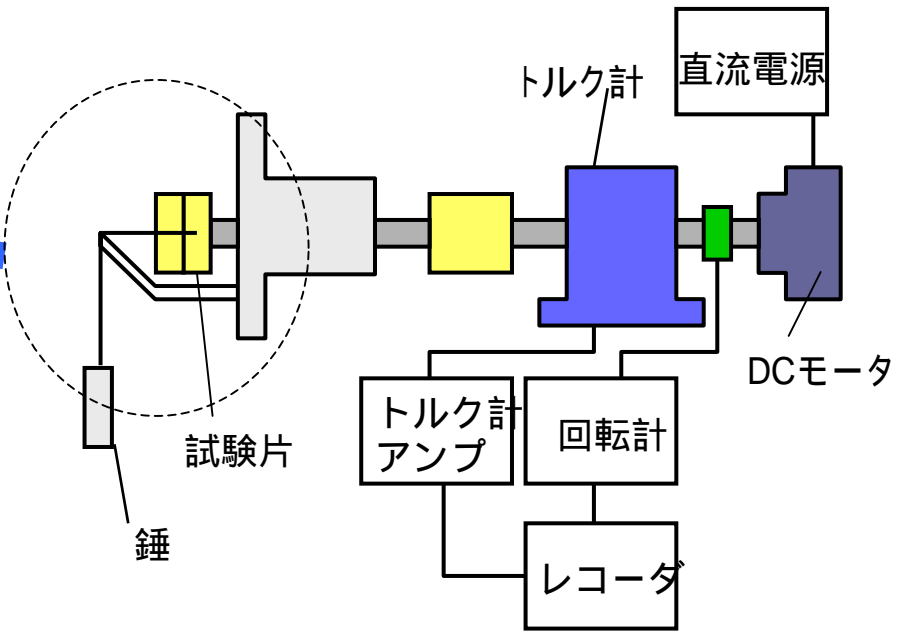 直流電源
トルク計
DCモータ
トルク計
アンプ
回転計
試験片
錘
レコーダ